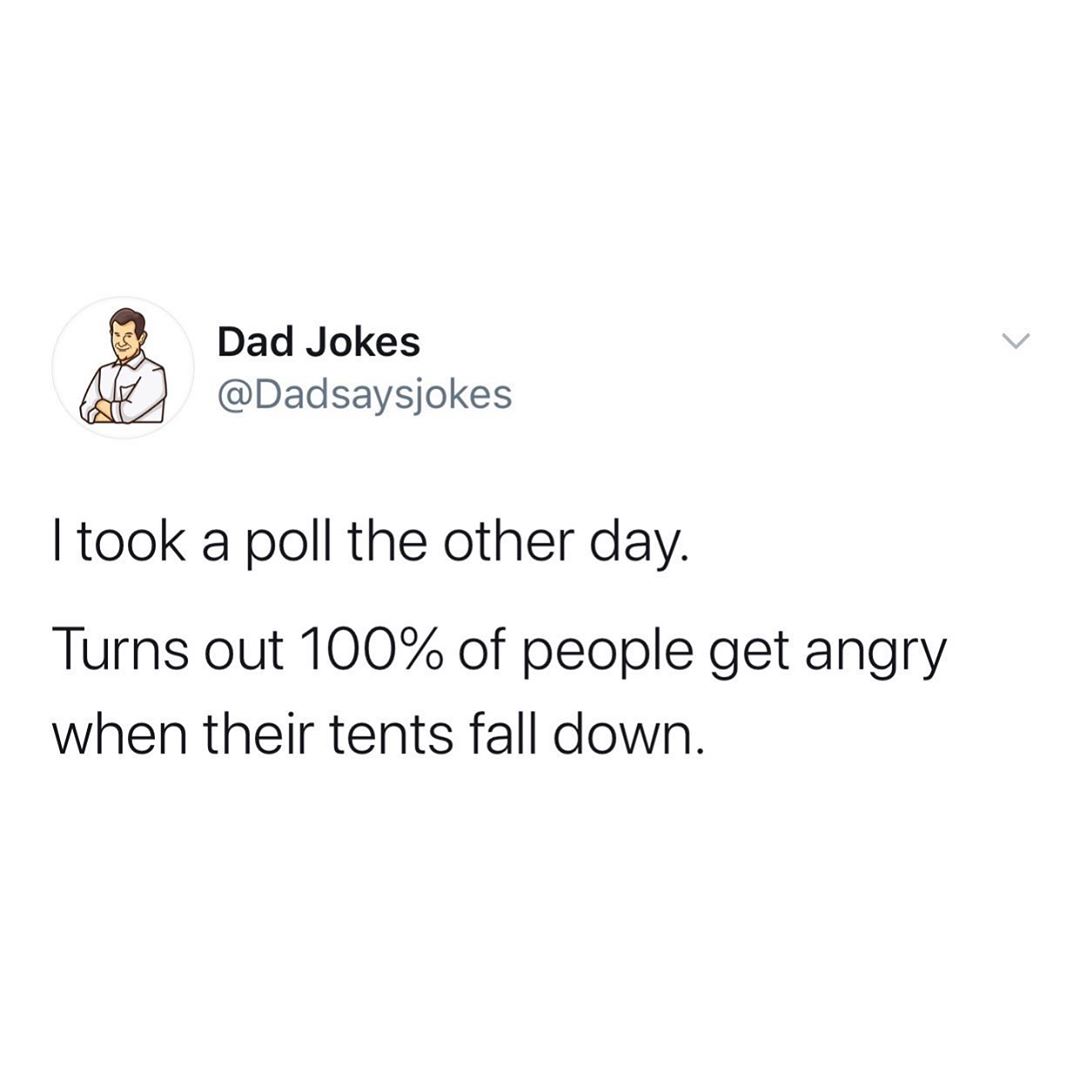 Dad Jokes
@Dadsaysjokes
I took a poll the other day.
Turns out 100% of people get angry
when their tents fall down.